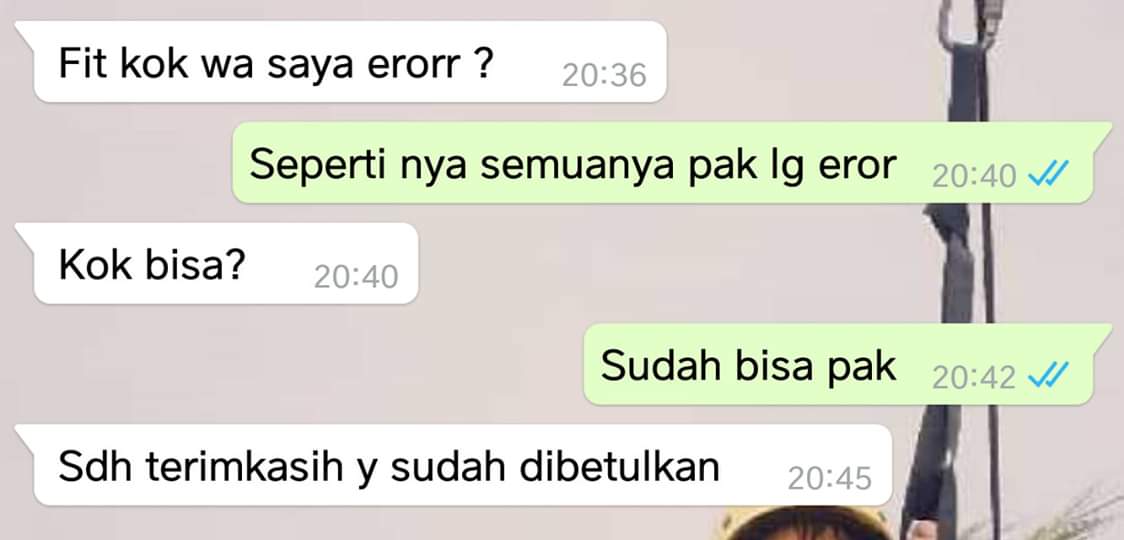 Fit kok wa saya erorr ? 20:36
Seperti nya semuanya pak lg eror 20:40
Kok bisa? 20:40
Sudah bisa pak 20:42
Sdh terimkasih y sudah dibetulkan 20:45